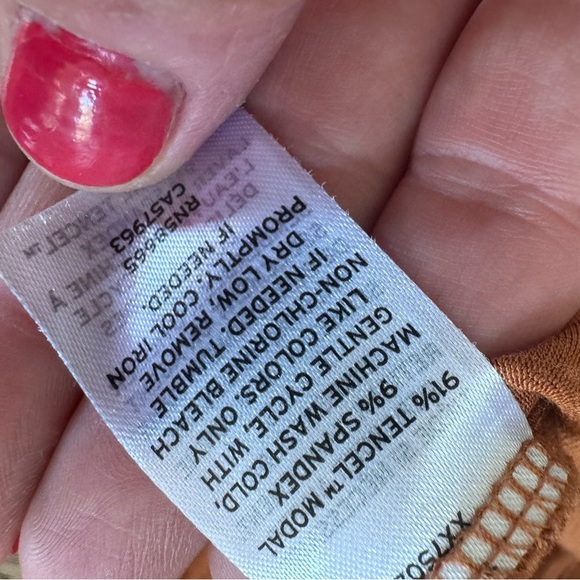 91% TENCEL™ MODAL
9% SPANDEX
MACHINE WASH COLD,
GENTLE CYCLE, WITH
LIKE COLORS. ONLY
NON-CHLORINE BLEACH
IF NEEDED. TUMBLE
DRY LOW, REMOVE
PROMPTLY. COOL IRON
IF NEEDED.
RN58665
CA57963